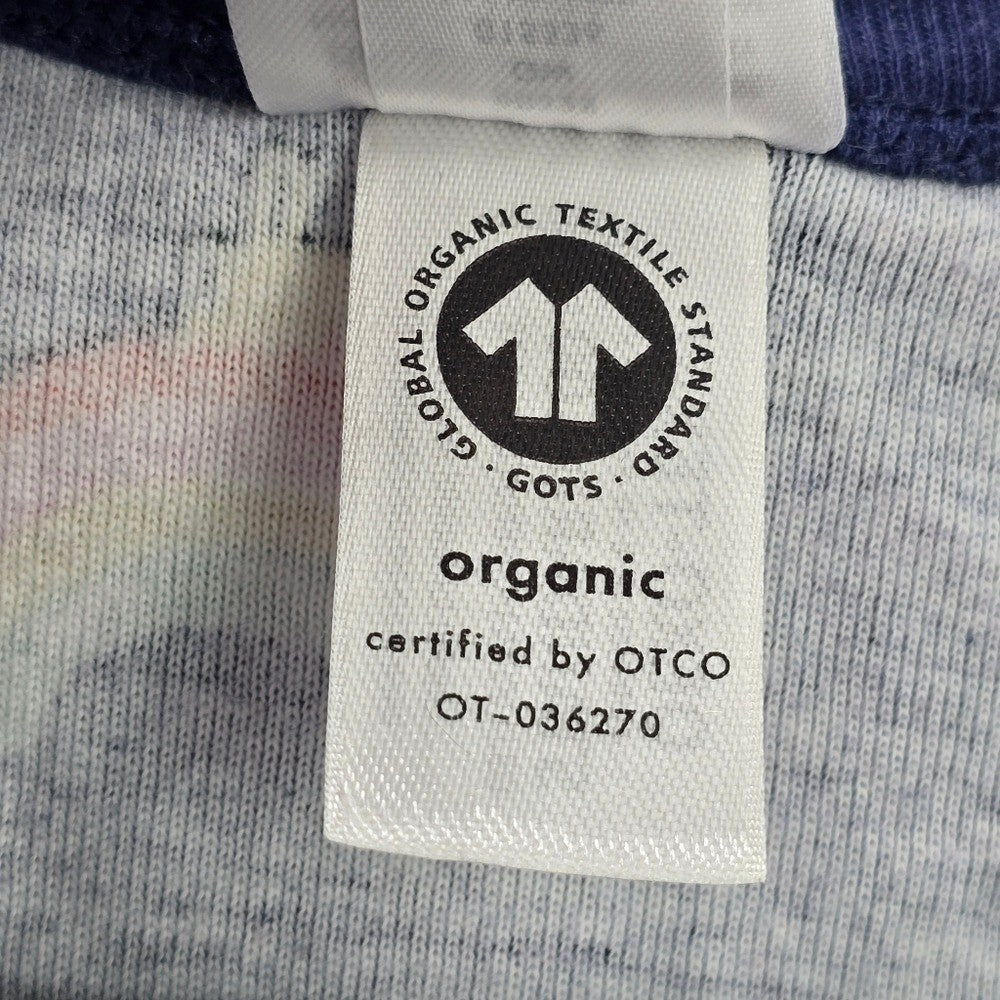 GLOBAL ORGANIC TEXTILE STANDARD · GOTS ·
organic
certified by OTCO
OT-036270